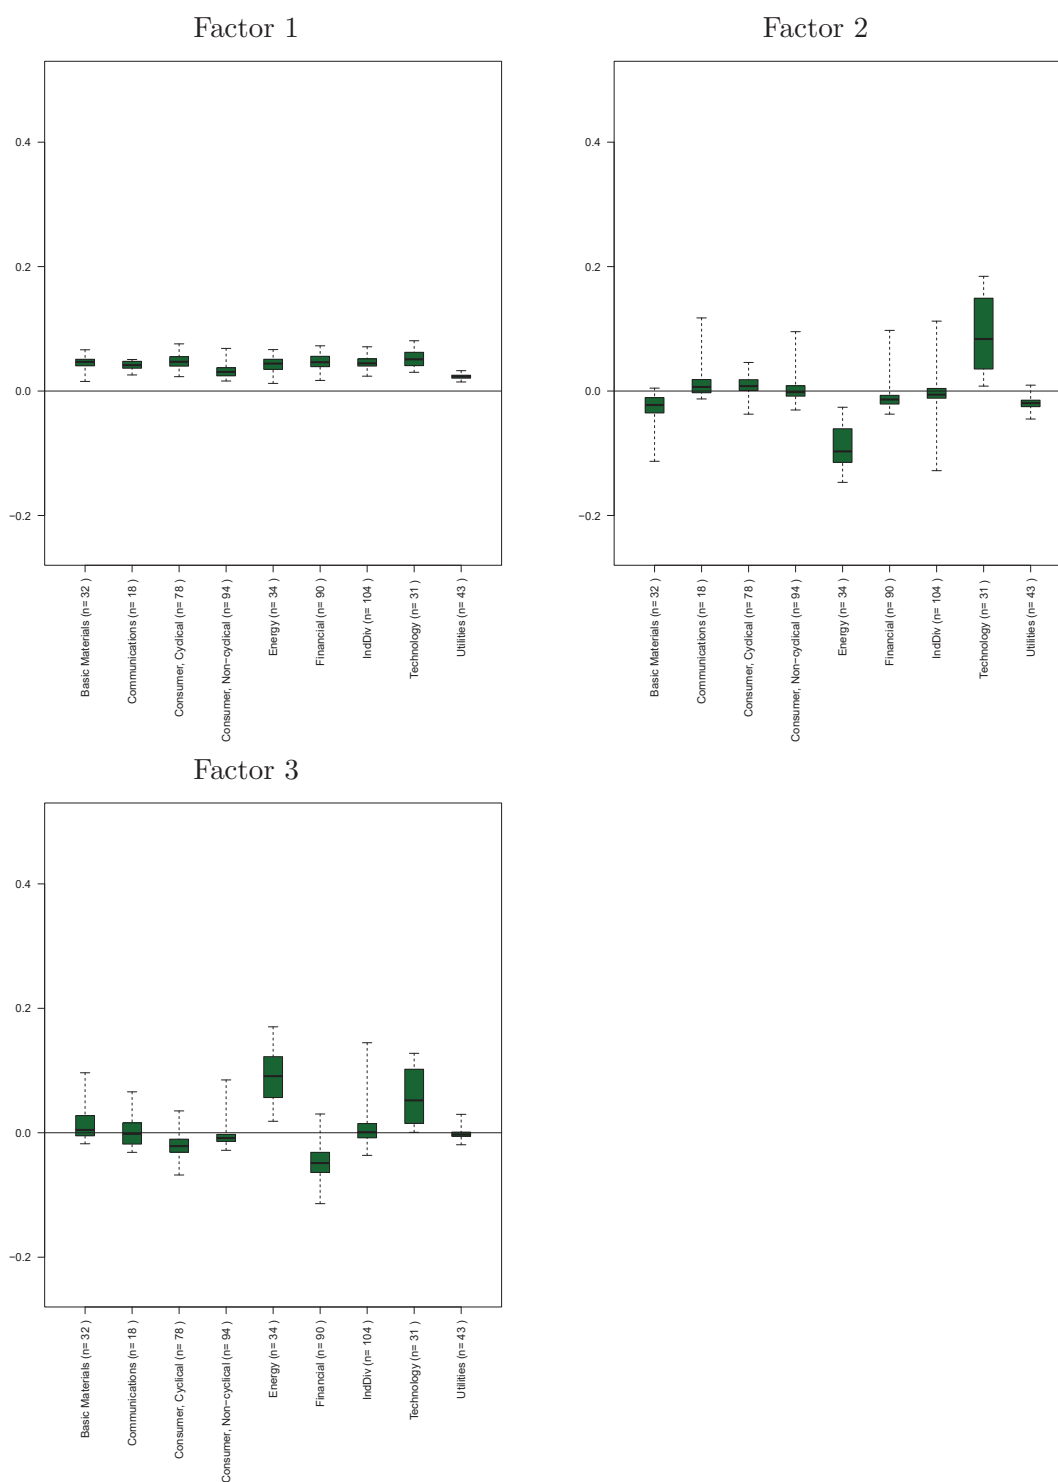 Factor 1
0.4
0.2
0.0
−0.2
Basic Materials (n= 32 )
Communications (n= 18 )
Consumer, Cyclical (n= 78 )
Consumer, Non−cyclical (n= 94 )
Energy (n= 34 )
Financial (n= 90 )
IndDiv (n= 104 )
Technology (n= 31 )
Utilities (n= 43 )
Factor 2
0.4
0.2
0.0
−0.2
Basic Materials (n= 32 )
Communications (n= 18 )
Consumer, Cyclical (n= 78 )
Consumer, Non−cyclical (n= 94 )
Energy (n= 34 )
Financial (n= 90 )
IndDiv (n= 104 )
Technology (n= 31 )
Utilities (n= 43 )
Factor 3
0.4
0.2
0.0
−0.2
Basic Materials (n= 32 )
Communications (n= 18 )
Consumer, Cyclical (n= 78 )
Consumer, Non−cyclical (n= 94 )
Energy (n= 34 )
Financial (n= 90 )
IndDiv (n= 104 )
Technology (n= 31 )
Utilities (n= 43 )